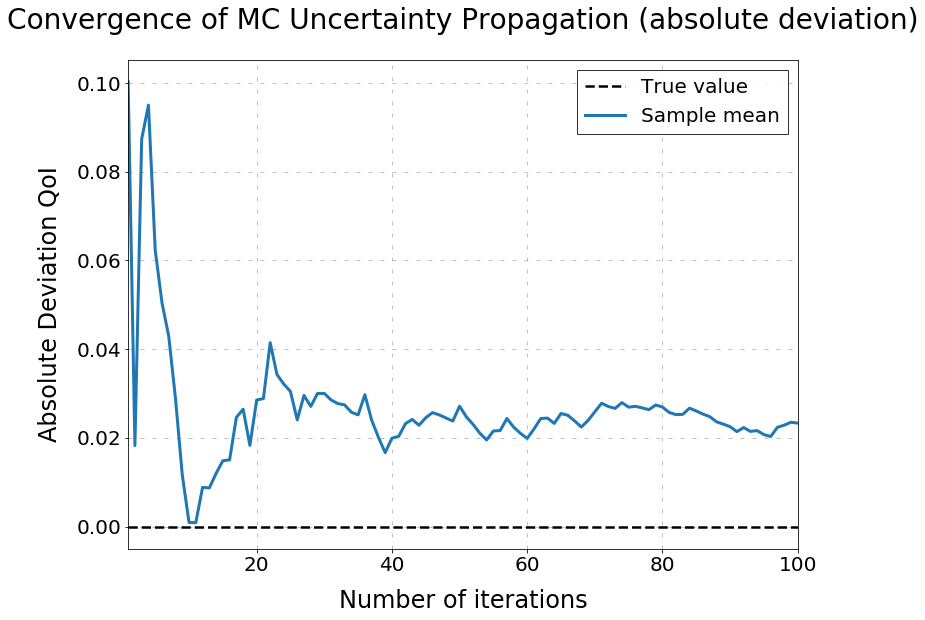 Convergence of MC Uncertainty Propagation (absolute deviation)
True value
Sample mean
Absolute Deviation QoI
0.10
0.08
0.06
0.04
0.02
0.00
20
40
60
80
100
Number of iterations